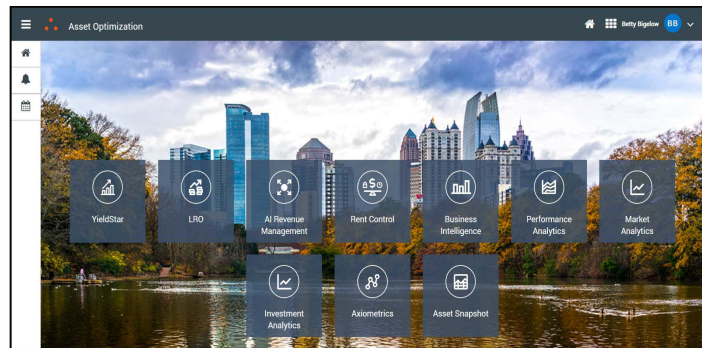 Asset Optimization
Betty Bigelow BB
YieldStar
LRO
AI Revenue
Management
Rent Control
Business
Intelligence
Performance
Analytics
Market
Analytics
Investment
Analytics
Axiometrics
Asset Snapshot